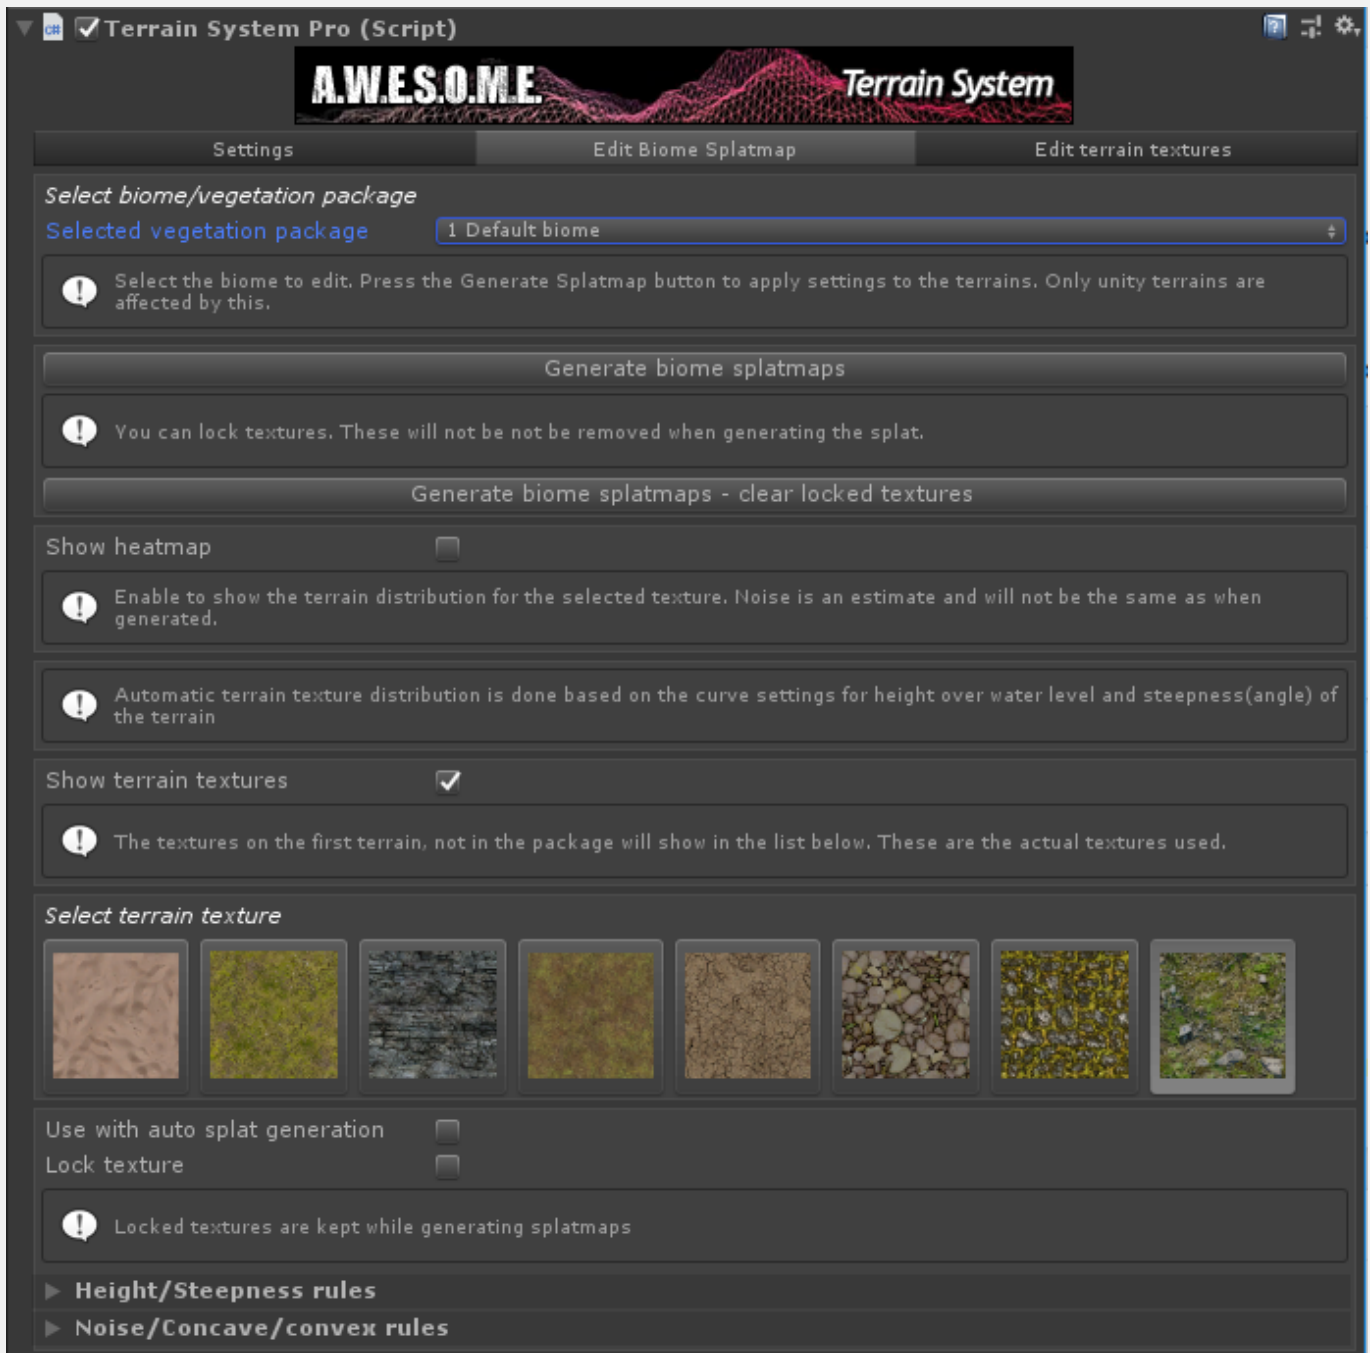 Terrain System Pro (Script)
A.W.E.S.O.M.E. Terrain System
Settings Edit Biome Splatmap Edit terrain textures
Select biome/vegetation package
Selected vegetation package 1 Default biome
Select the biome to edit. Press the Generate Splatmap button to apply settings to the terrains. Only unity terrains are
affected by this.
Generate biome splatmaps
You can lock textures. These will not be not be removed when generating the splat.
Generate biome splatmaps - clear locked textures
Show heatmap
Enable to show the terrain distribution for the selected texture. Noise is an estimate and will not be the same as when
generated.
Automatic terrain texture distribution is done based on the curve settings for height over water level and steepness(angle) of
the terrain
Show terrain textures
The textures on the first terrain, not in the package will show in the list below. These are the actual textures used.
Select terrain texture
Use with auto splat generation
Lock texture
Locked textures are kept while generating splatmaps
Height/Steepness rules
Noise/Concave/convex rules